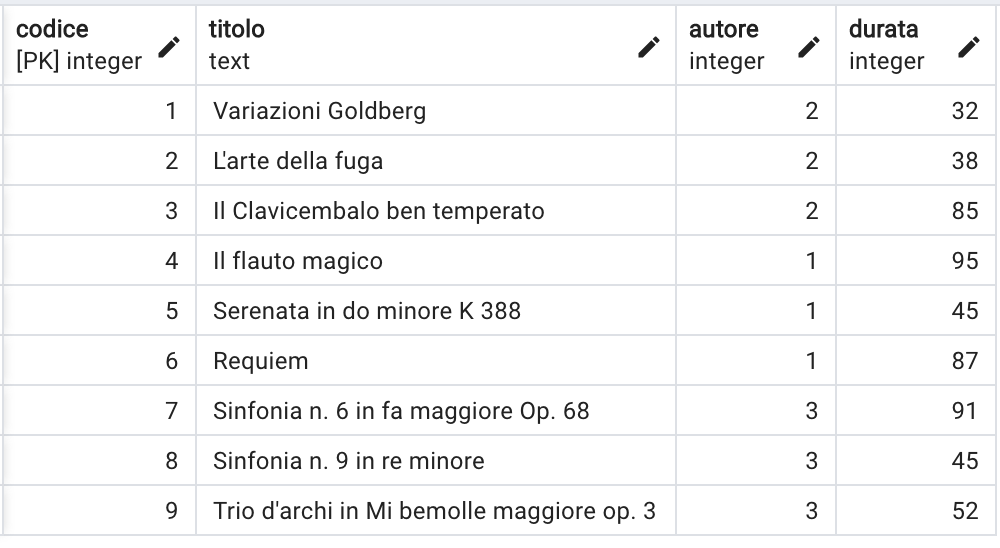 codice titolo autore durata
[PK] integer text integer integer
1 Variazioni Goldberg 2 32
2 L'arte della fuga 2 38
3 Il Clavicembalo ben temperato 2 85
4 Il flauto magico 1 95
5 Serenata in do minore K 388 1 45
6 Requiem 1 87
7 Sinfonia n. 6 in fa maggiore Op. 68 3 91
8 Sinfonia n. 9 in re minore 3 45
9 Trio d'archi in Mi bemolle maggiore op. 3 3 52